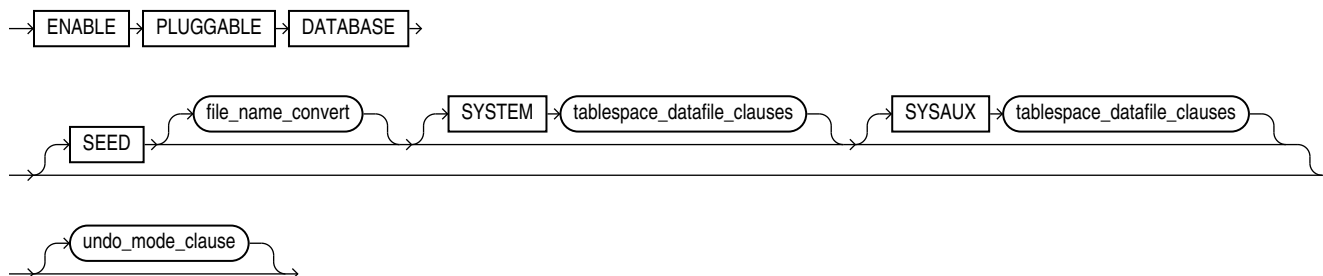 ENABLE PLUGGABLE DATABASE
file_name_convert SYSTEM tablespace_datafile_clauses SYSAUX tablespace_datafile_clauses
SEED
undo_mode_clause